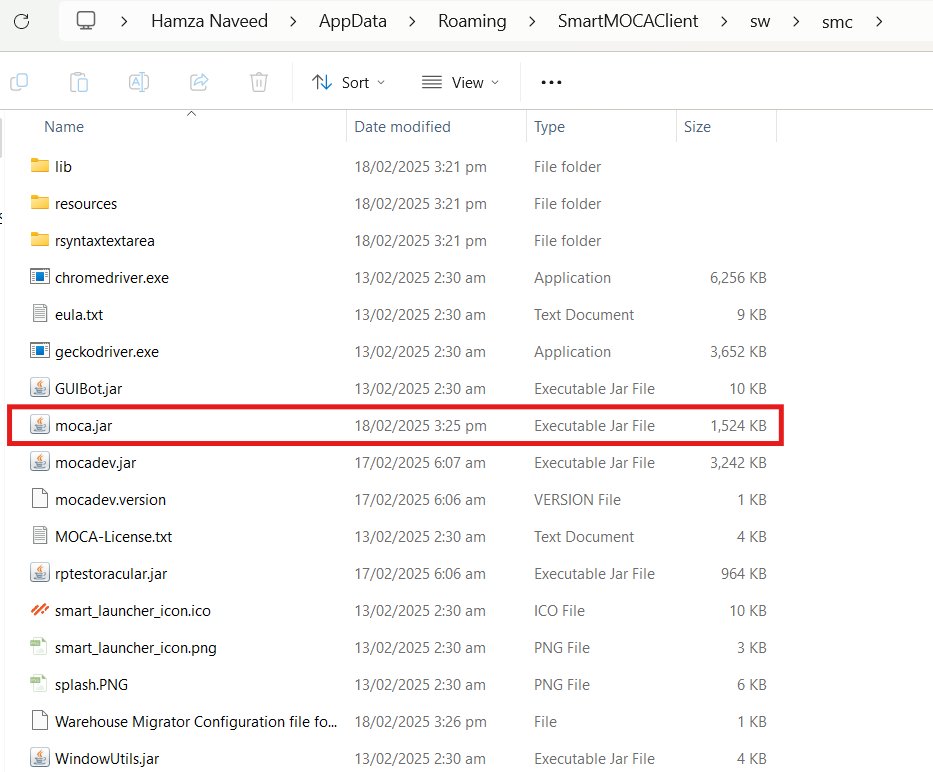 Hamza Naveed > AppData > Roaming > SmartMOCAClient > sw > smc >
Sort View
Name Date modified Type Size
lib 18/02/2025 3:21 pm File folder
resources 18/02/2025 3:21 pm File folder
rsyntaxtextarea 18/02/2025 3:21 pm File folder
chromedriver.exe 13/02/2025 2:30 am Application 6,256 KB
eula.txt 13/02/2025 2:30 am Text Document 9 KB
geckodriver.exe 13/02/2025 2:30 am Application 3,652 KB
GUIBot.jar 13/02/2025 2:30 am Executable Jar File 10 KB
moca.jar 18/02/2025 3:25 pm Executable Jar File 1,524 KB
mocadev.jar 17/02/2025 6:07 am Executable Jar File 3,242 KB
mocadev.version 17/02/2025 6:06 am VERSION File 1 KB
MOCA-License.txt 13/02/2025 2:30 am Text Document 4 KB
rptestoracular.jar 17/02/2025 6:06 am Executable Jar File 964 KB
smart_launcher_icon.ico 13/02/2025 2:30 am ICO File 10 KB
smart_launcher_icon.png 13/02/2025 2:30 am PNG File 3 KB
splash.PNG 13/02/2025 2:30 am PNG File 6 KB
Warehouse Migrator Configuration file fo... 18/02/2025 3:26 pm File 1 KB
WindowUtils.jar 13/02/2025 2:30 am Executable Jar File 4 KB